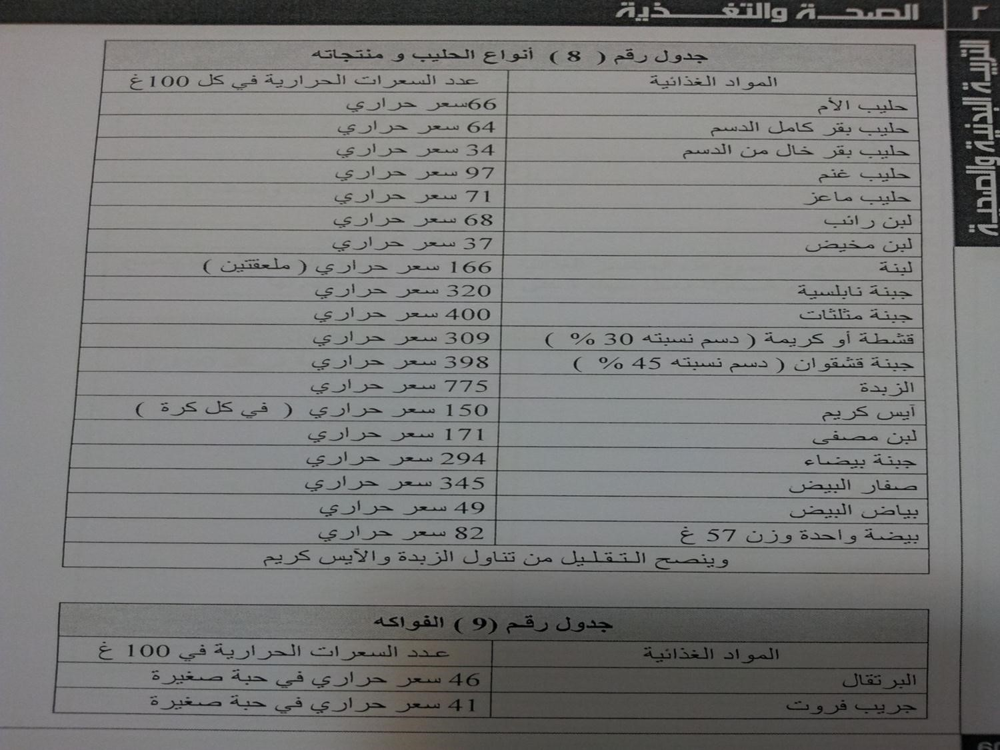 ٢ الصحة والتغذية
التربية البدنية والصحية
جدول رقم ( 8 ) أنواع الحليب و منتجاته
المواد الغذائية عدد السعرات الحرارية في كل 100غ
حليب الأم 66سعر حراري
حليب بقر كامل الدسم 64 سعر حراري
حليب بقر خال من الدسم 34 سعر حراري
حليب غنم 97 سعر حراري
حليب ماعز 71 سعر حراري
لبن رائب 68 سعر حراري
لبن مخيض 37 سعر حراري
لبنة 166 سعر حراري ( ملعقتين )
جبنة نابلسية 320 سعر حراري
جبنة مثلثات 400 سعر حراري
قشطة أو كريمة ( دسم نسبته 30 % ) 309 سعر حراري
جبنة قشقوان ( دسم نسبته 45 % ) 398 سعر حراري
الزبدة 775 سعر حراري
آيس كريم 150 سعر حراري ( في كل كرة )
لبن مصفى 171 سعر حراري
جبنة بيضاء 294 سعر حراري
صفار البيض 345 سعر حراري
بياض البيض 49 سعر حراري
بيضة واحدة وزن 57 غ 82 سعر حراري
وينصح التقليل من تناول الزبدة والآيس كريم
جدول رقم (9 ) الفواكه
المواد الغذائية عدد السعرات الحرارية في 100 غ
البرتقال 46 سعر حراري في حبة صغيرة
جريب فروت 41 سعر حراري في حبة صغيرة